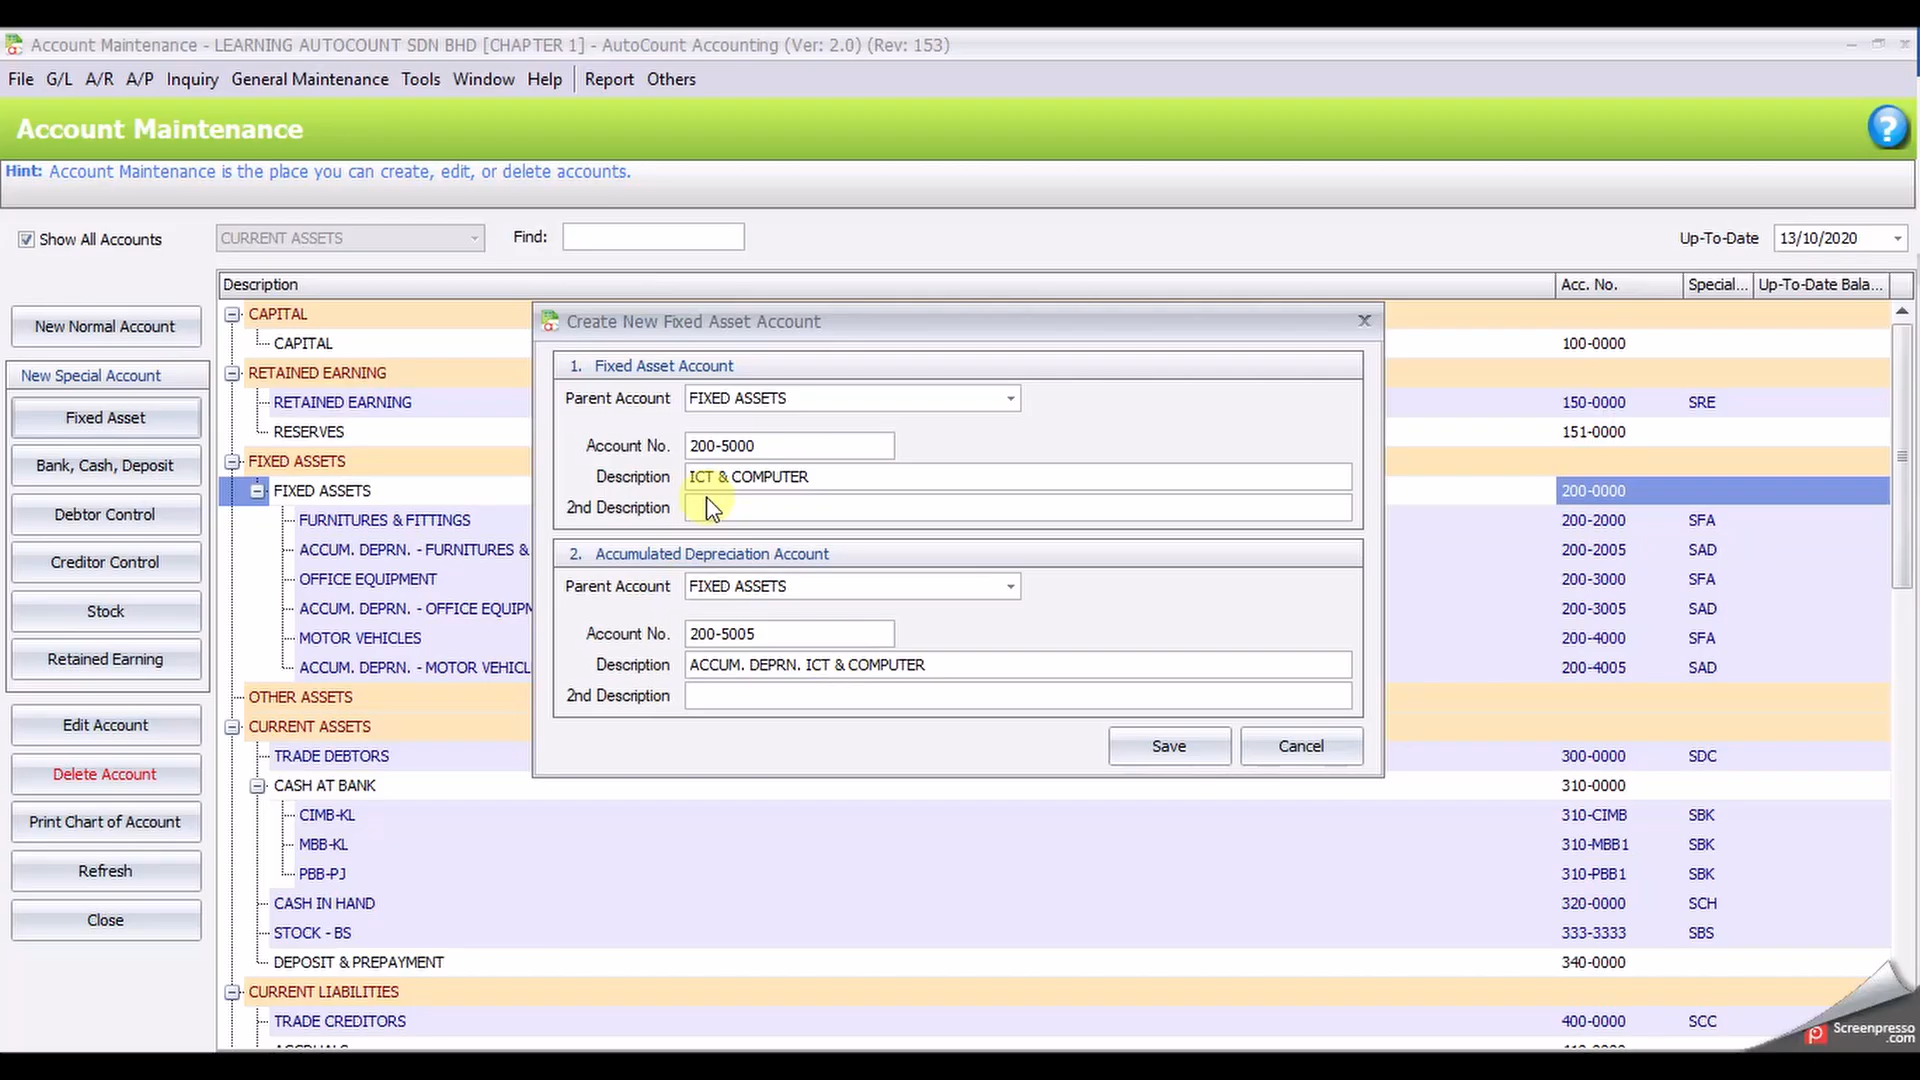 Account Maintenance - LEARNING AUTOCOUNT SDN BHD [CHAPTER 1] - AutoCount Accounting (Ver: 2.0) (Rev: 153)
File G/L A/R A/P Inquiry General Maintenance Tools Window Help Report Others
Account Maintenance
Hint: Account Maintenance is the place you can create, edit, or delete accounts.
Show All Accounts CURRENT ASSETS Find: Up-To-Date 13/10/2020
Description Acc. No. Special... Up-To-Date Bala...
New Normal Account
New Special Account
Fixed Asset
Bank, Cash, Deposit
Debtor Control
Creditor Control
Stock
Retained Earning
Edit Account
Delete Account
Print Chart of Account
Refresh
Close
CAPITAL
CAPITAL 100-0000
RETAINED EARNING
RETAINED EARNING 150-0000 SRE
RESERVES 151-0000
FIXED ASSETS
FIXED ASSETS 200-0000
FURNITURES & FITTINGS 200-2000 SFA
ACCUM. DEPRN. - FURNITURES & 200-2005 SAD
OFFICE EQUIPMENT 200-3000 SFA
ACCUM. DEPRN. - OFFICE EQUIPM 200-3005 SAD
MOTOR VEHICLES 200-4000 SFA
ACCUM. DEPRN. - MOTOR VEHICL 200-4005 SAD
OTHER ASSETS
CURRENT ASSETS
TRADE DEBTORS 300-0000 SDC
CASH AT BANK 310-0000
CIMB-KL 310-CIMB SBK
MBB-KL 310-MBB1 SBK
PBB-PJ 310-PBB1 SBK
CASH IN HAND 320-0000 SCH
STOCK - BS 333-3333 SBS
DEPOSIT & PREPAYMENT 340-0000
CURRENT LIABILITIES
TRADE CREDITORS 400-0000 SCC
Create New Fixed Asset Account
1. Fixed Asset Account
Parent Account FIXED ASSETS
Account No. 200-5000
Description ICT & COMPUTER
2nd Description
2. Accumulated Depreciation Account
Parent Account FIXED ASSETS
Account No. 200-5005
Description ACCUM. DEPRN. ICT & COMPUTER
2nd Description
Save Cancel
Screenpresso
.com